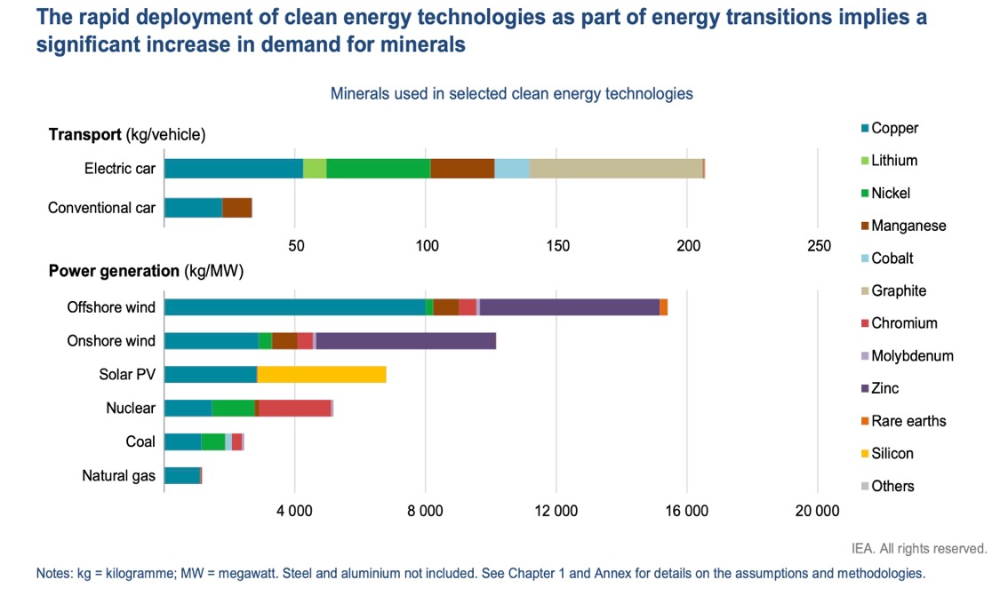 The rapid deployment of clean energy technologies as part of energy transitions implies a
significant increase in demand for minerals
Minerals used in selected clean energy technologies
Transport (kg/vehicle)
Electric car
Conventional car
50 100 150 200 250
Power generation (kg/MW)
Offshore wind
Onshore wind
Solar PV
Nuclear
Coal
Natural gas
4 000 8 000 12 000 16 000 20 000
Copper
Lithium
Nickel
Manganese
Cobalt
Graphite
Chromium
Molybdenum
Zinc
Rare earths
Silicon
Others
IEA. All rights reserved.
Notes: kg = kilogramme; MW = megawatt. Steel and aluminium not included. See Chapter 1 and Annex for details on the assumptions and methodologies.